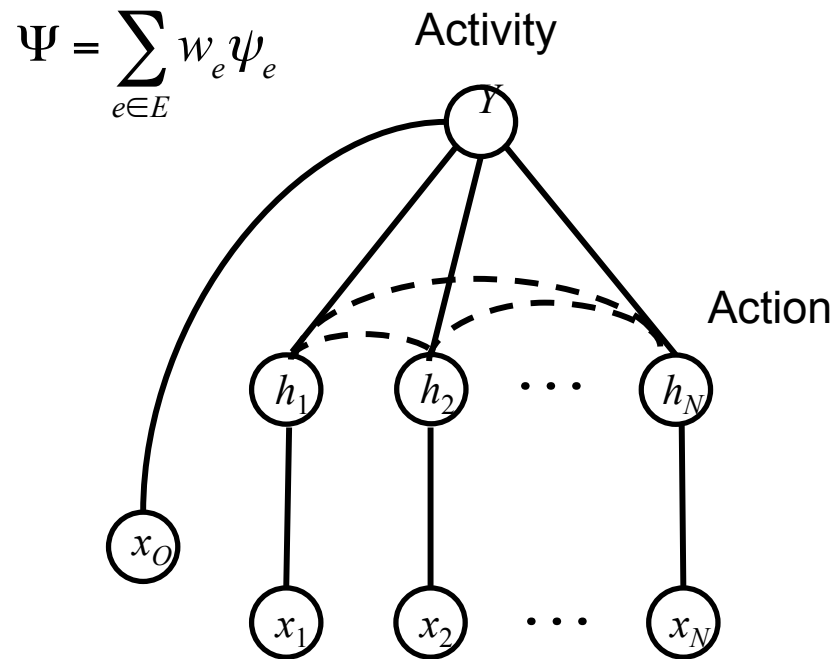 Ψ = ∑ w_e ψ_e
e∈E
Activity
Y
Action
h_1 h_2 ... h_N
x_O
x_1 x_2 ... x_N